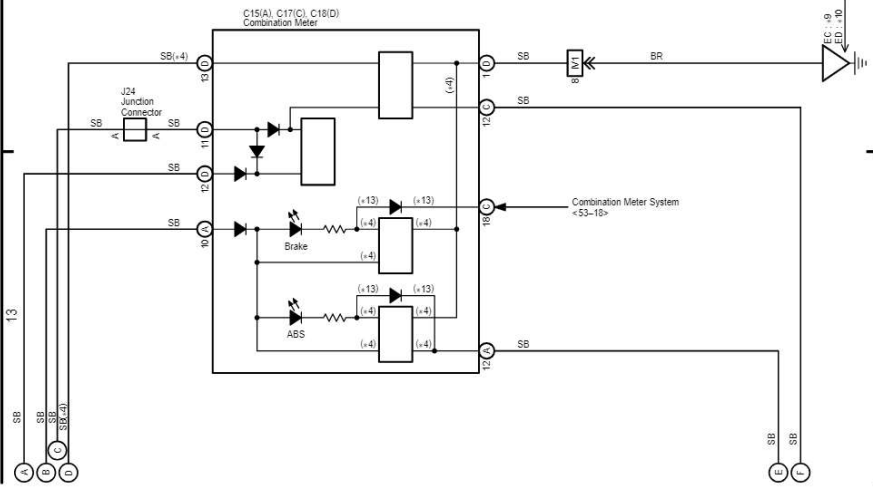 C15(A), C17(C), C18(D)
Combination Meter
EC : *9
ED : *10
SB(*4)
13 D
1 D
SB
8 IV1
BR
(*4)
J24
Junction
Connector
SB
A
A
SB
11 D
12 C
SB
SB
12 D
(*13)
(*13)
18 C
Combination Meter System
<53-18>
SB
10 A
Brake
(*4)
(*4)
(*4)
(*13)
(*13)
ABS
(*4)
(*4)
(*4)
(*4)
12 A
SB
13
SB
SB
SB
SB(*4)
SB
SB
A
B
C
D
E
F